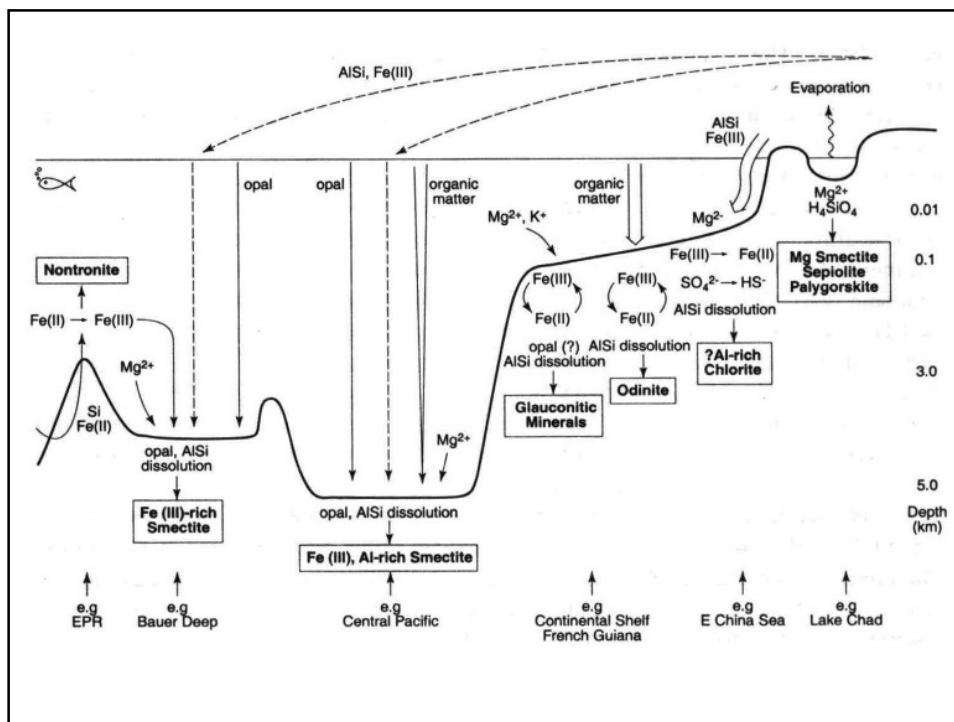 AlSi, Fe(III)
Evaporation
AlSi
Fe(III)
opal
opal
organic
matter
organic
matter
Mg2+, K+
Mg2-
Mg2+
H4SiO4
0.01
0.1
3.0
5.0
Depth
(km)
Nontronite
Fe(II) → Fe(III)
Mg2+
Si
Fe(II)
opal, AlSi
dissolution
Fe (III)-rich
Smectite
Mg2+
opal, AlSi dissolution
Fe (III), Al-rich Smectite
Fe(III)
Fe(II)
opal (?)
AlSi dissolution
Glauconitic
Minerals
Fe(III)
Fe(II)
AlSi dissolution
Odinite
Fe(III) → Fe(II)
SO42- → HS-
AlSi dissolution
?Al-rich
Chlorite
Mg Smectite
Sepiolite
Palygorskite
e.g
EPR
e.g
Bauer Deep
e.g
Central Pacific
e.g
Continental Shelf
French Guiana
e.g
E China Sea
e.g
Lake Chad